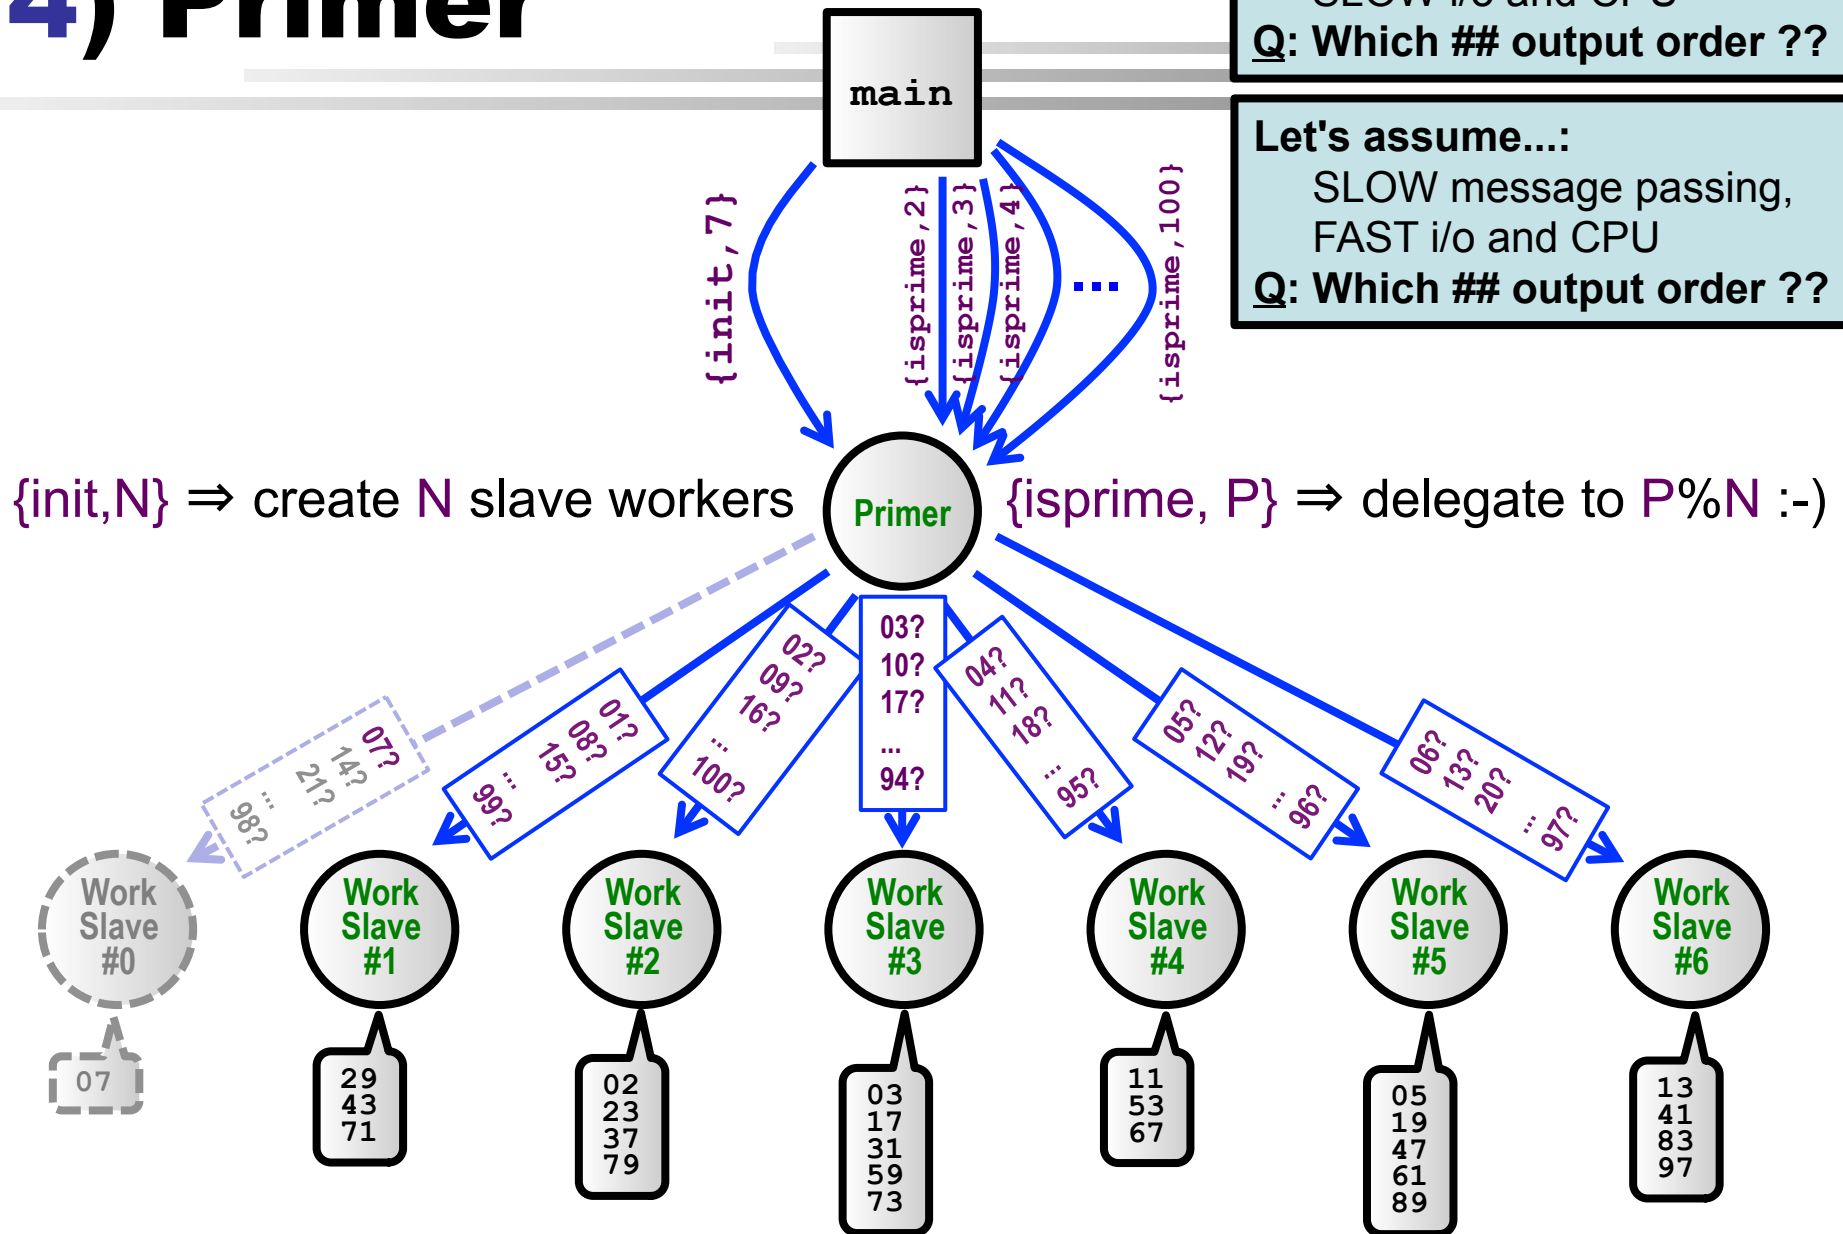 4) Primer
SLOW i/o and CPU
Q: Which ## output order ??
Let's assume...:
SLOW message passing,
FAST i/o and CPU
Q: Which ## output order ??
main
{init,7}
{isprime,2}
{isprime,3}
{isprime,4}
...
{isprime,100}
{init,N} ⇒ create N slave workers
Primer
{isprime, P} ⇒ delegate to P%N :-)
07?
14?
21?
...
98?
01?
08?
15?
...
99?
02?
09?
16?
...
100?
03?
10?
17?
...
94?
04?
11?
18?
...
95?
05?
12?
19?
...
96?
06?
13?
20?
...
97?
Work
Slave
#0
Work
Slave
#1
Work
Slave
#2
Work
Slave
#3
Work
Slave
#4
Work
Slave
#5
Work
Slave
#6
07
29
43
71
02
23
37
79
03
17
31
59
73
11
53
67
05
19
47
61
89
13
41
83
97